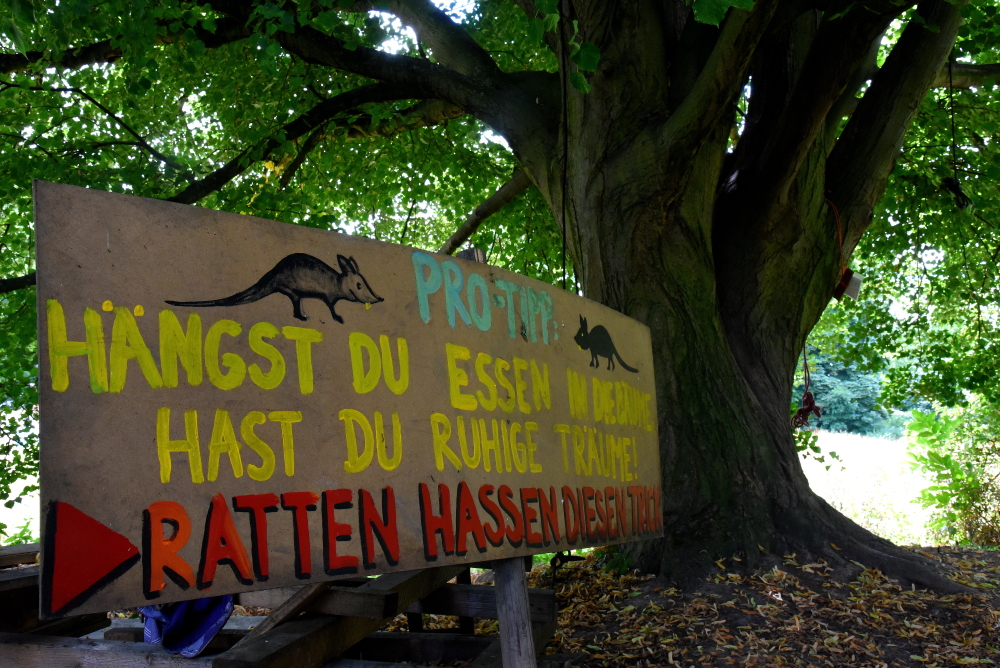 PRO-TIPP:
HÄNGST DU ESSEN IN DIE BÄUME
HAST DU RUHIGE TRÄUME!
RATTEN HASSEN DIESEN TRICK